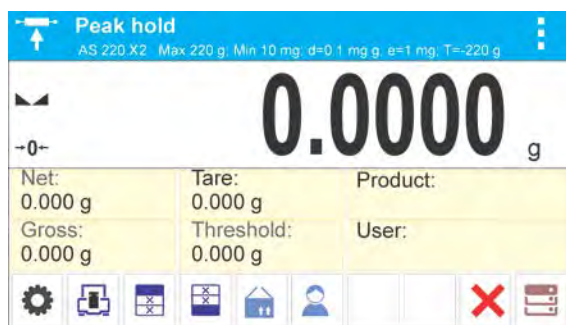 Peak hold
AS 220.X2 Max 220 g: Min 10 mg: d=0.1 mg g: e=1 mg: T=-220 g
0.0000 g
→0←
Net: Tare: Product:
0.000 g 0.000 g
Gross: Threshold: User:
0.000 g 0.000 g